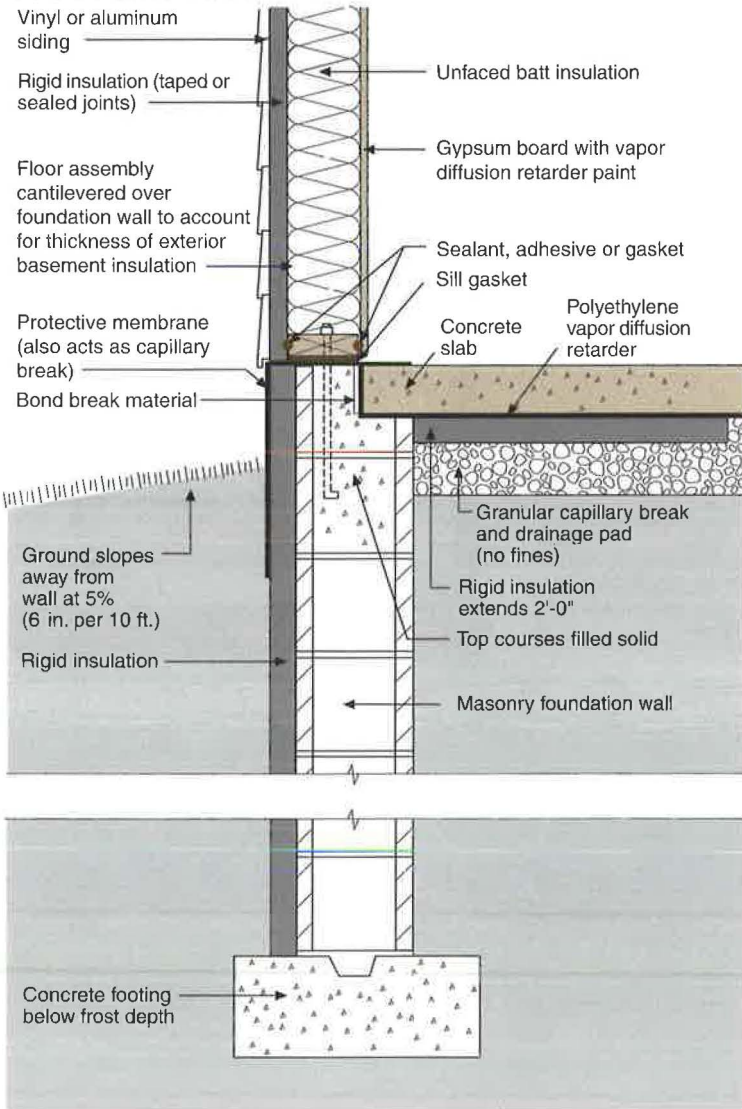 Vinyl or aluminum
siding
Rigid insulation (taped or
sealed joints)
Floor assembly
cantilevered over
foundation wall to account
for thickness of exterior
basement insulation
Protective membrane
(also acts as capillary
break)
Bond break material
Ground slopes
away from
wall at 5%
(6 in. per 10 ft.)
Rigid insulation
Concrete footing
below frost depth
Unfaced batt insulation
Gypsum board with vapor
diffusion retarder paint
Sealant, adhesive or gasket
Sill gasket
Concrete
slab
Polyethylene
vapor diffusion
retarder
Granular capillary break
and drainage pad
(no fines)
Rigid insulation
extends 2'-0"
Top courses filled solid
Masonry foundation wall